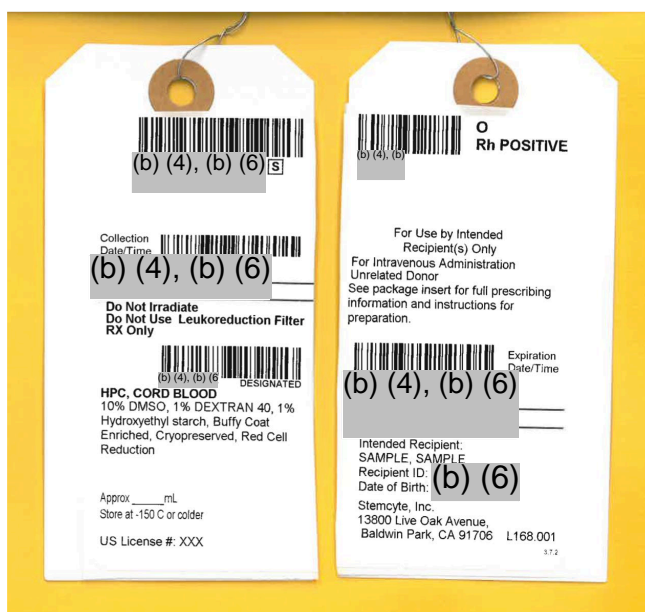 (b) (4), (b) (6) S
Collection
Date/Time
(b) (4), (b) (6)
Do Not Irradiate
Do Not Use Leukoreduction Filter
RX Only
(b) (4), (b) (6
DESIGNATED
HPC, CORD BLOOD
10% DMSO, 1% DEXTRAN 40, 1%
Hydroxyethyl starch, Buffy Coat
Enriched, Cryopreserved, Red Cell
Reduction
Approx _____mL
Store at -150 C or colder
US License #: XXX
O
Rh POSITIVE
(b) (4), (b)
For Use by Intended
Recipient(s) Only
For Intravenous Administration
Unrelated Donor
See package insert for full prescribing
information and instructions for
preparation.
Expiration
Date/Time
(b) (4), (b) (6)
Intended Recipient:
SAMPLE, SAMPLE
Recipient ID:
Date of Birth: (b) (6)
Stemcyte, Inc.
13800 Live Oak Avenue,
Baldwin Park, CA 91706 L168.001
3.7.2